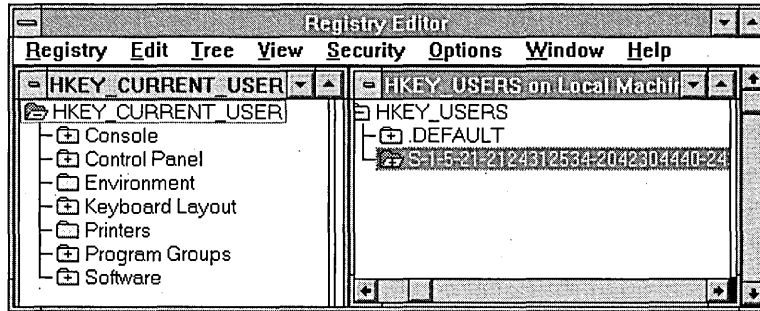 Registry Editor
Registry Edit Tree View Security Options Window Help
HKEY_CURRENT_USER
HKEY_CURRENT_USER
Console
Control Panel
Environment
Keyboard Layout
Printers
Program Groups
Software
HKEY_USERS on Local Machin
HKEY_USERS
.DEFAULT
S-1-5-21-2124312534-2042304440-24